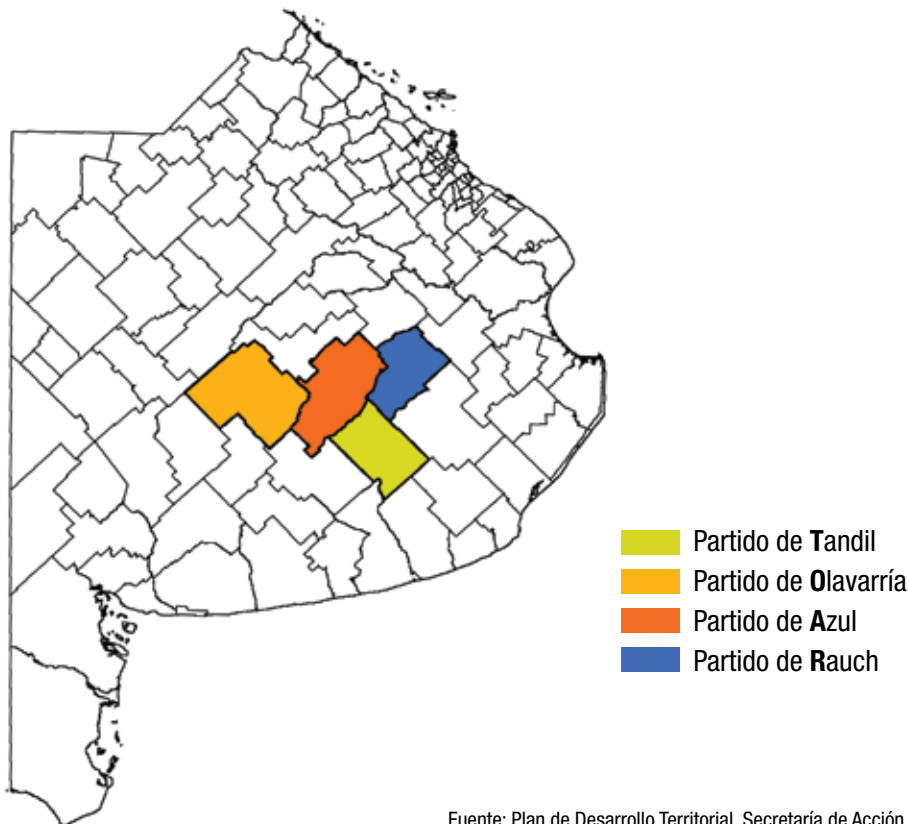 Partido de Tandil
Partido de Olavarría
Partido de Azul
Partido de Rauch
Fuente: Plan de Desarrollo Territorial. Secretaría de Acción